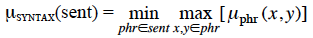 μSYNTAX(sent) = min max [μphr(x,y)]
phr∈sent x,y∈phr